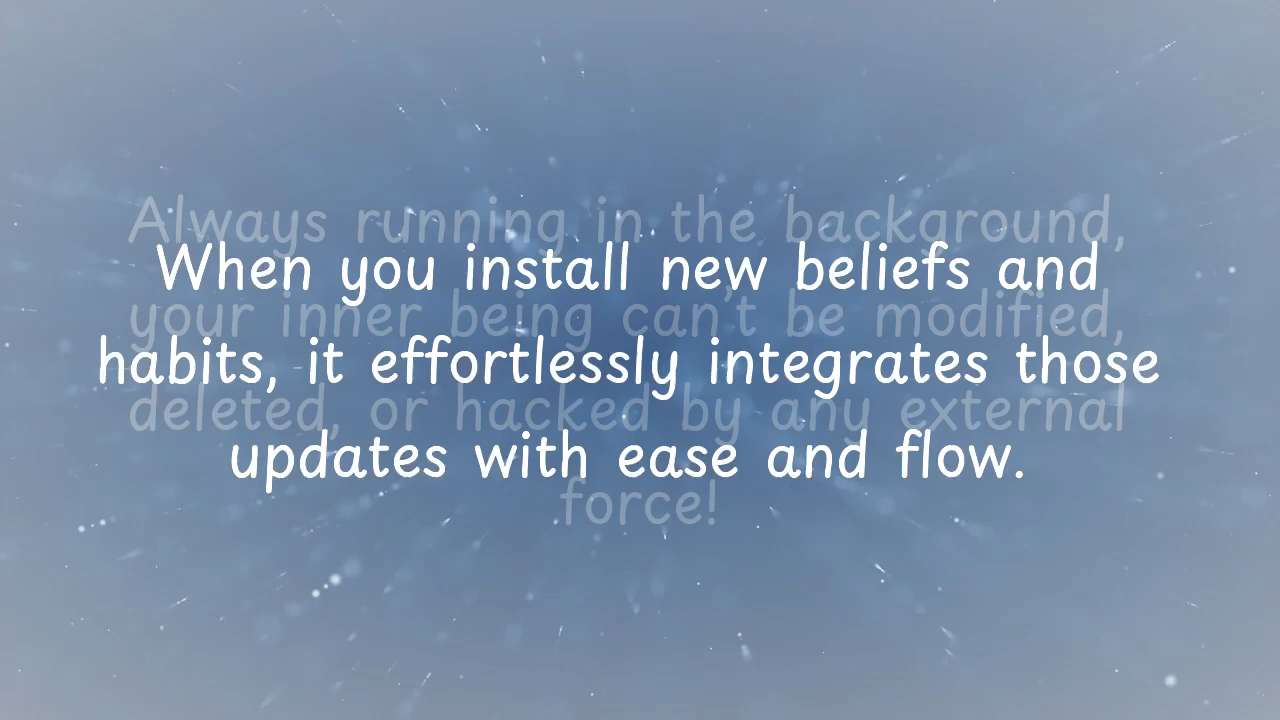 Always running in the background,
When you install new beliefs and
your inner being can't be modified,
habits, it effortlessly integrates those
deleted, or hacked by any external
updates with ease and flow.
force!